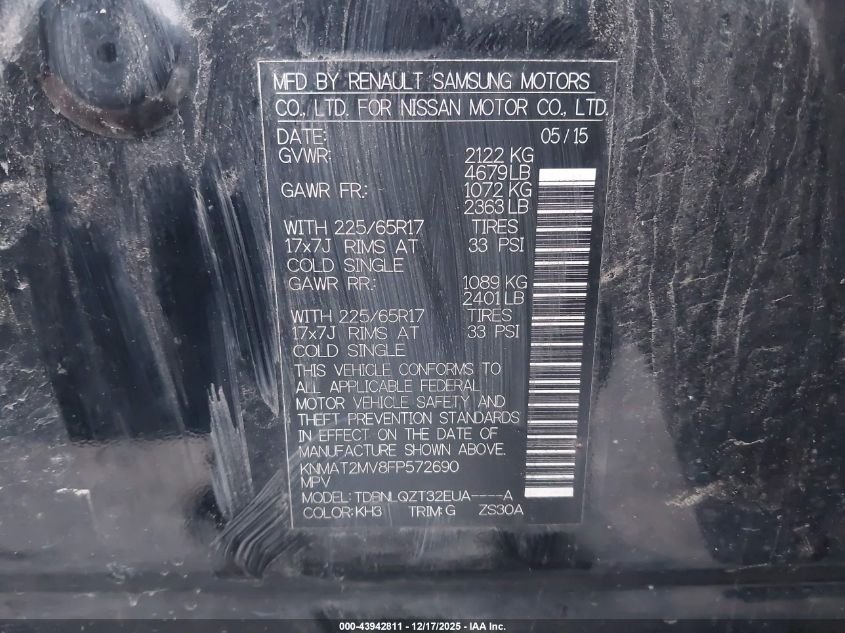 MFD BY RENAULT SAMSUNG MOTORS
CO., LTD. FOR NISSAN MOTOR CO., LTD.
DATE: 05/15
GVWR: 2122 KG
4679 LB
GAWR FR.: 1072 KG
2363 LB
WITH 225/65R17 TIRES
17x7J RIMS AT 33 PSI
COLD SINGLE
GAWR RR.: 1089 KG
2401 LB
WITH 225/65R17 TIRES
17x7J RIMS AT 33 PSI
COLD SINGLE
THIS VEHICLE CONFORMS TO
ALL APPLICABLE FEDERAL
MOTOR VEHICLE SAFETY AND
THEFT PREVENTION STANDARDS
IN EFFECT ON THE DATE OF
MANUFACTURE SHOWN ABOVE.
KNMAT2MV8FP572690
MPV
MODEL: TDBNLQZT32EUA----A
COLOR: KH3 TRIM: G ZS30A
000-43942811 - 12/17/2025 - IAA Inc.